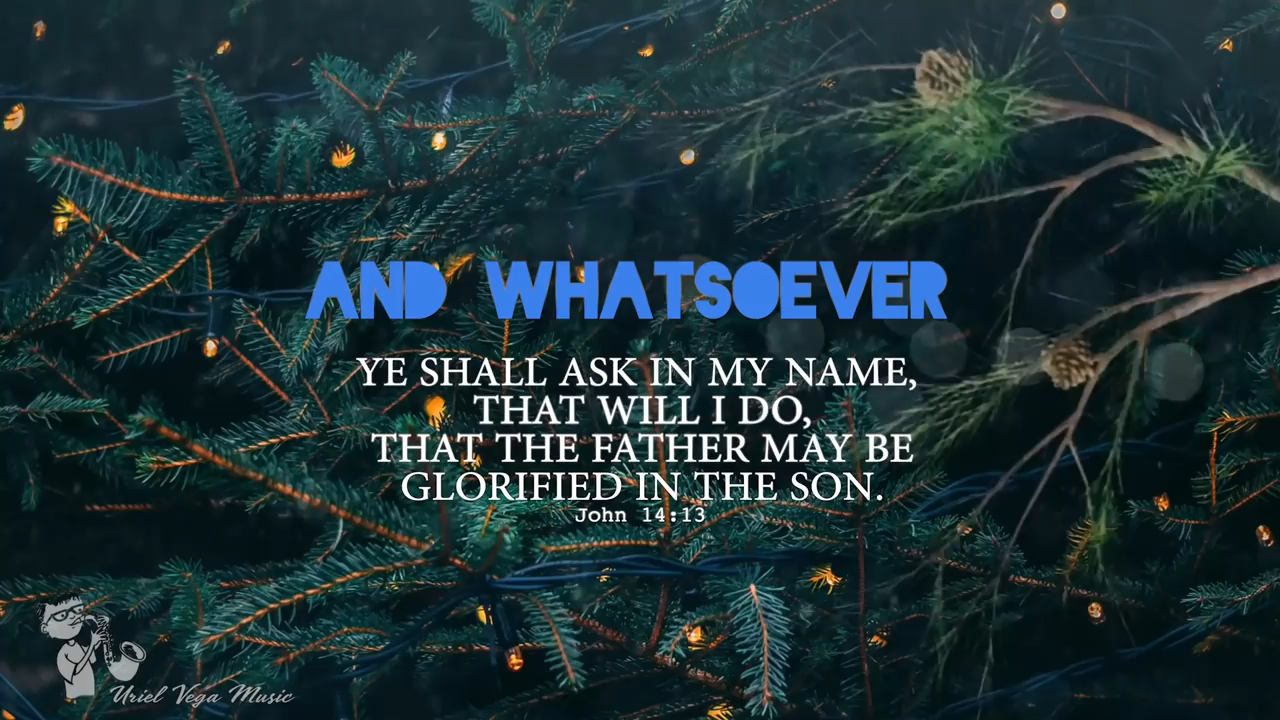 AND WHATSOEVER
YE SHALL ASK IN MY NAME,
THAT WILL I DO,
THAT THE FATHER MAY BE
GLORIFIED IN THE SON.
John 14:13
Uriel Vega Music